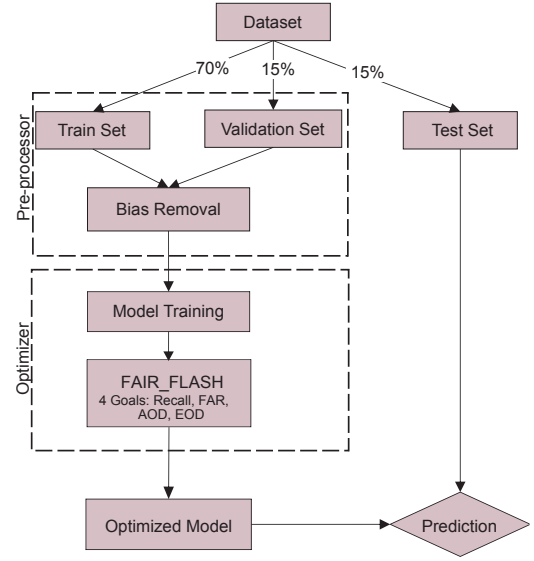 Dataset
70%
15%
15%
Pre-processor
Train Set
Validation Set
Test Set
Bias Removal
Optimizer
Model Training
FAIR_FLASH
4 Goals: Recall, FAR,
AOD, EOD
Optimized Model
Prediction